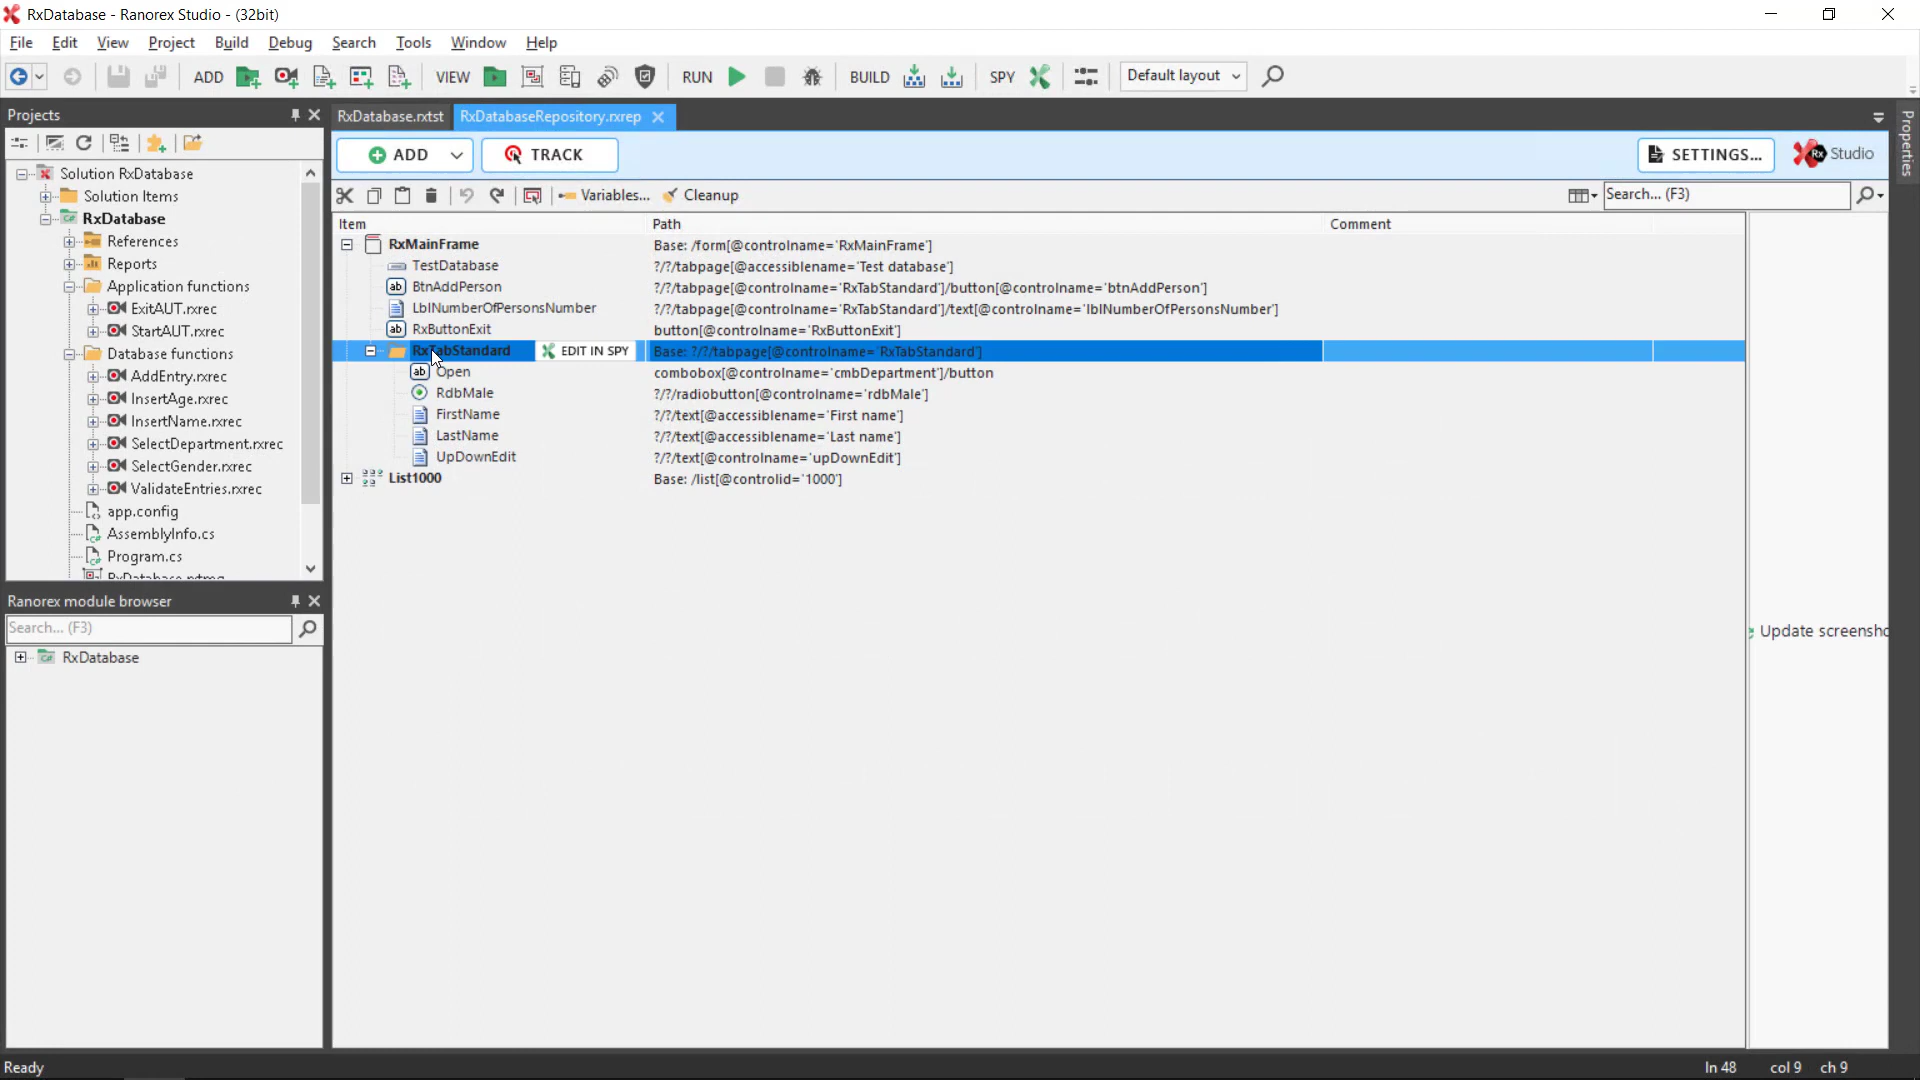 RxDatabase - Ranorex Studio - (32bit)
File Edit View Project Build Debug Search Tools Window Help
ADD VIEW RUN BUILD SPY Default layout
Projects
RxDatabase.rxtst RxDatabaseRepository.rxrep
Properties
ADD TRACK SETTINGS... Rx Studio
Variables... Cleanup Search... (F3)
Solution RxDatabase
Solution Items
RxDatabase
References
Reports
Application functions
ExitAUT.rxrec
StartAUT.rxrec
Database functions
AddEntry.rxrec
InsertAge.rxrec
InsertName.rxrec
SelectDepartment.rxrec
SelectGender.rxrec
ValidateEntries.rxrec
app.config
AssemblyInfo.cs
Program.cs
Item Path Comment
RxMainFrame Base: /form[@controlname='RxMainFrame']
TestDatabase ?/?/tabpage[@accessiblename='Test database']
ab BtnAddPerson ?/?/tabpage[@controlname='RxTabStandard']/button[@controlname='btnAddPerson']
LblNumberOfPersonsNumber ?/?/tabpage[@controlname='RxTabStandard']/text[@controlname='lblNumberOfPersonsNumber']
ab RxButtonExit button[@controlname='RxButtonExit']
RxTabStandard EDIT IN SPY Base: ?/?/tabpage[@controlname='RxTabStandard']
ab Open combobox[@controlname='cmbDepartment']/button
RdbMale ?/?/radiobutton[@controlname='rdbMale']
FirstName ?/?/text[@accessiblename='First name']
LastName ?/?/text[@accessiblename='Last name']
UpDownEdit ?/?/text[@controlname='upDownEdit']
List1000 Base: /list[@controlid='1000']
Update screensho
Ranorex module browser
Search... (F3)
RxDatabase
Ready ln 48 col 9 ch 9